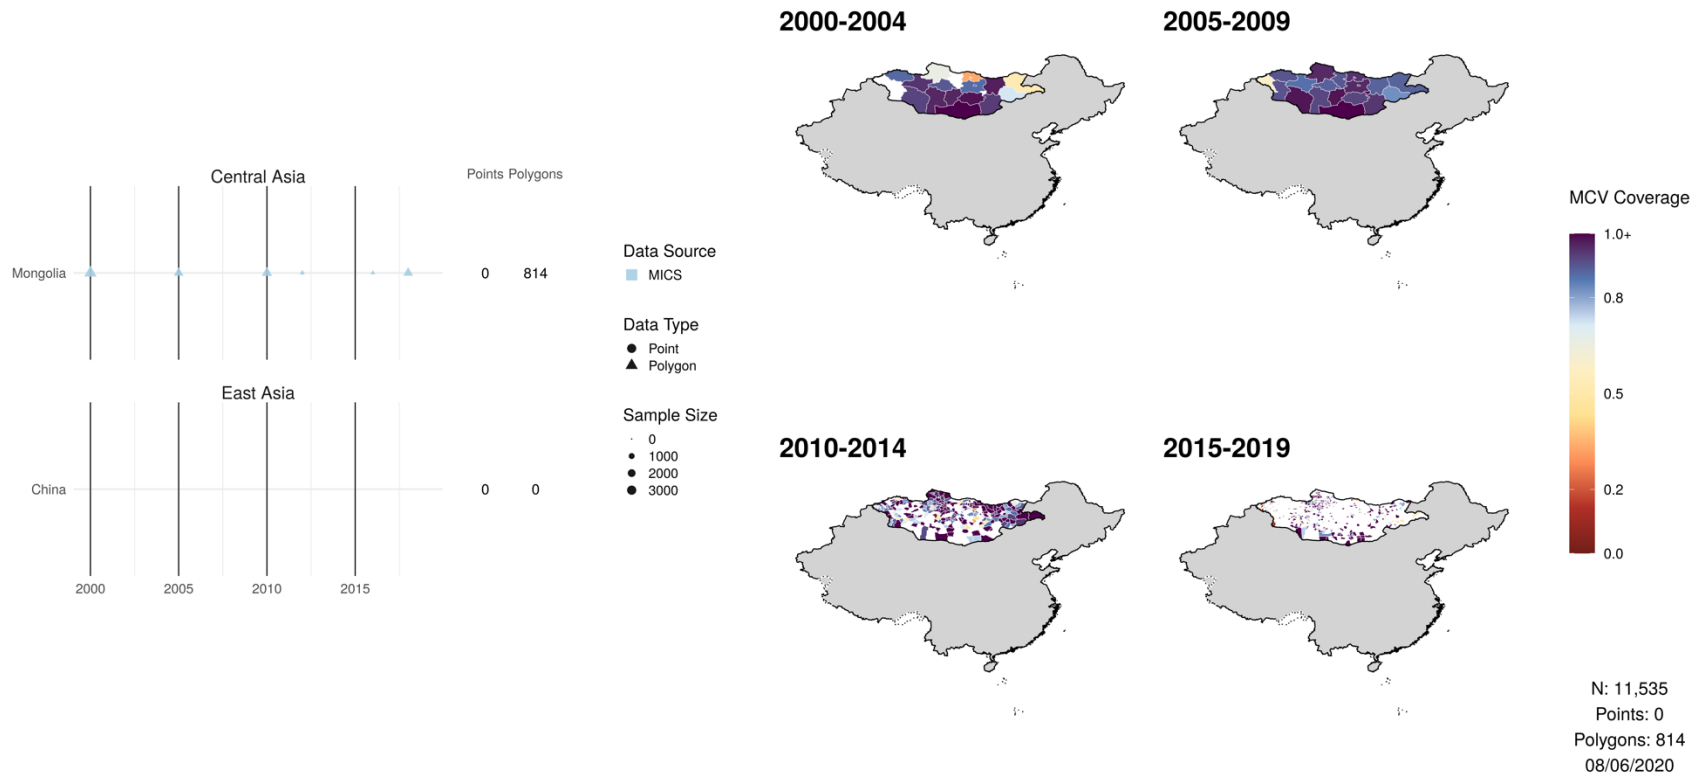 2000-2004
2005-2009
Central Asia
Points Polygons
Mongolia
0 814
East Asia
China
0 0
2000 2005 2010 2015
Data Source
MICS
Data Type
Point
Polygon
Sample Size
0
1000
2000
3000
2010-2014
2015-2019
MCV Coverage
1.0+
0.8
0.5
0.2
0.0
N: 11,535
Points: 0
Polygons: 814
08/06/2020